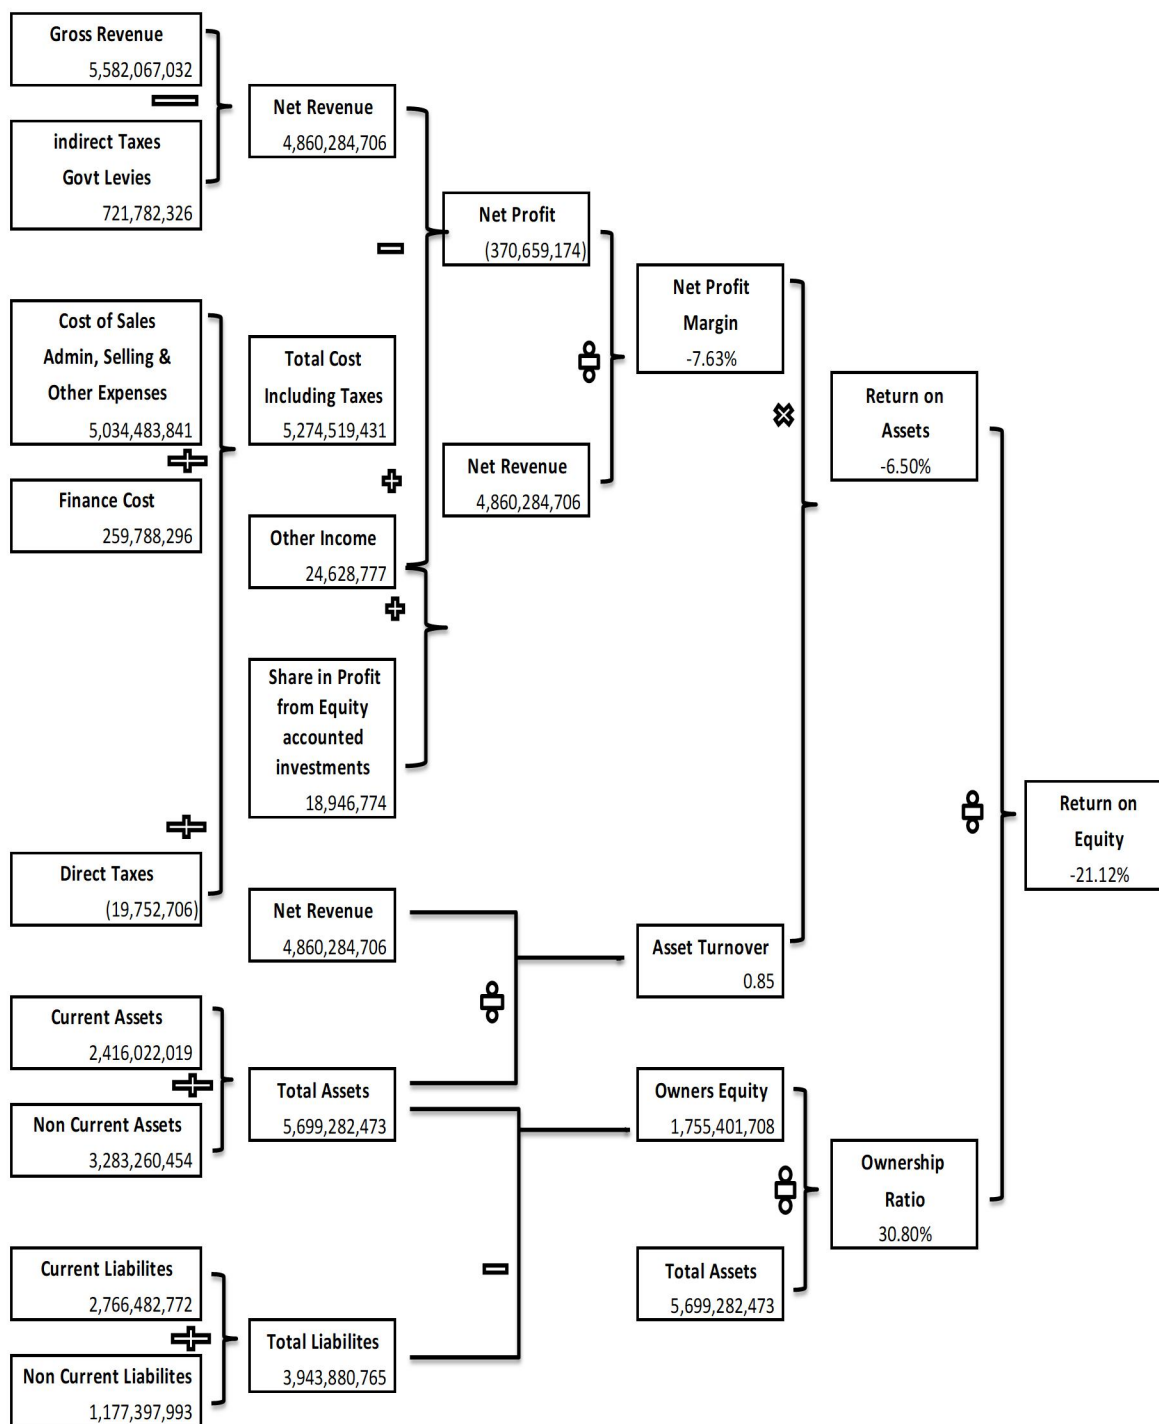 Gross Revenue
5,582,067,032
indirect Taxes
Govt Levies
721,782,326
Net Revenue
4,860,284,706
Net Profit
(370,659,174)
Cost of Sales
Admin, Selling &
Other Expenses
5,034,483,841
Finance Cost
259,788,296
Total Cost
Including Taxes
5,274,519,431
Other Income
24,628,777
Share in Profit
from Equity
accounted
investments
18,946,774
Net Profit
Margin
-7.63%
Net Revenue
4,860,284,706
Return on
Assets
-6.50%
Direct Taxes
(19,752,706)
Net Revenue
4,860,284,706
Asset Turnover
0.85
Return on
Equity
-21.12%
Current Assets
2,416,022,019
Non Current Assets
3,283,260,454
Total Assets
5,699,282,473
Owners Equity
1,755,401,708
Ownership
Ratio
30.80%
Total Assets
5,699,282,473
Current Liabilites
2,766,482,772
Non Current Liabilites
1,177,397,993
Total Liabilites
3,943,880,765